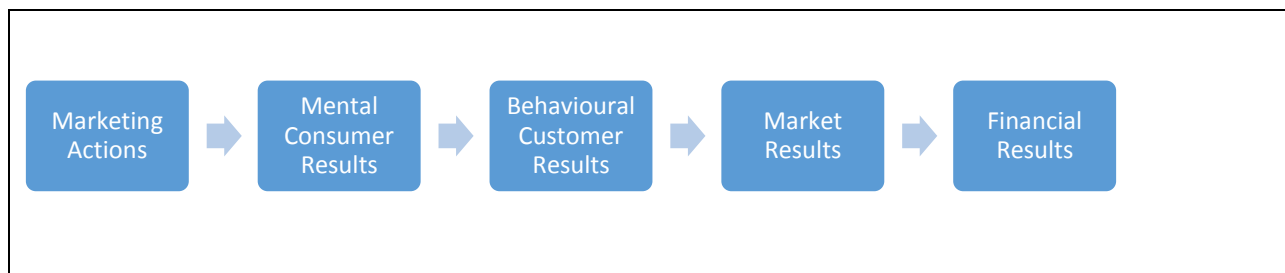 Marketing
Actions
Mental
Consumer
Results
Behavioural
Customer
Results
Market
Results
Financial
Results